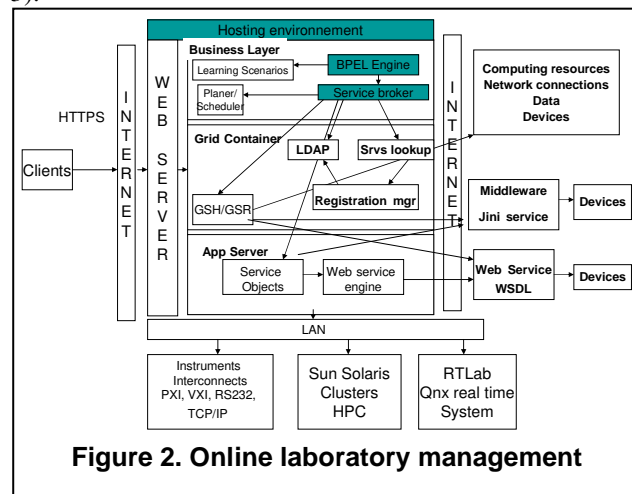 3).
Hosting environnement
Business Layer
Learning Scenarios
BPEL Engine
Planer/
Scheduler
Service broker
HTTPS
INTERNET
WEB SERVER
Clients
Grid Container
LDAP
Srvs lookup
Registration mgr
GSH/GSR
App Server
Service
Objects
Web service
engine
INTERNET
Computing resources
Network connections
Data
Devices
Middleware
Jini service
Devices
Web Service
WSDL
Devices
LAN
Instruments
Interconnects
PXI, VXI, RS232,
TCP/IP
Sun Solaris
Clusters
HPC
RTLab
Qnx real time
System
Figure 2. Online laboratory management